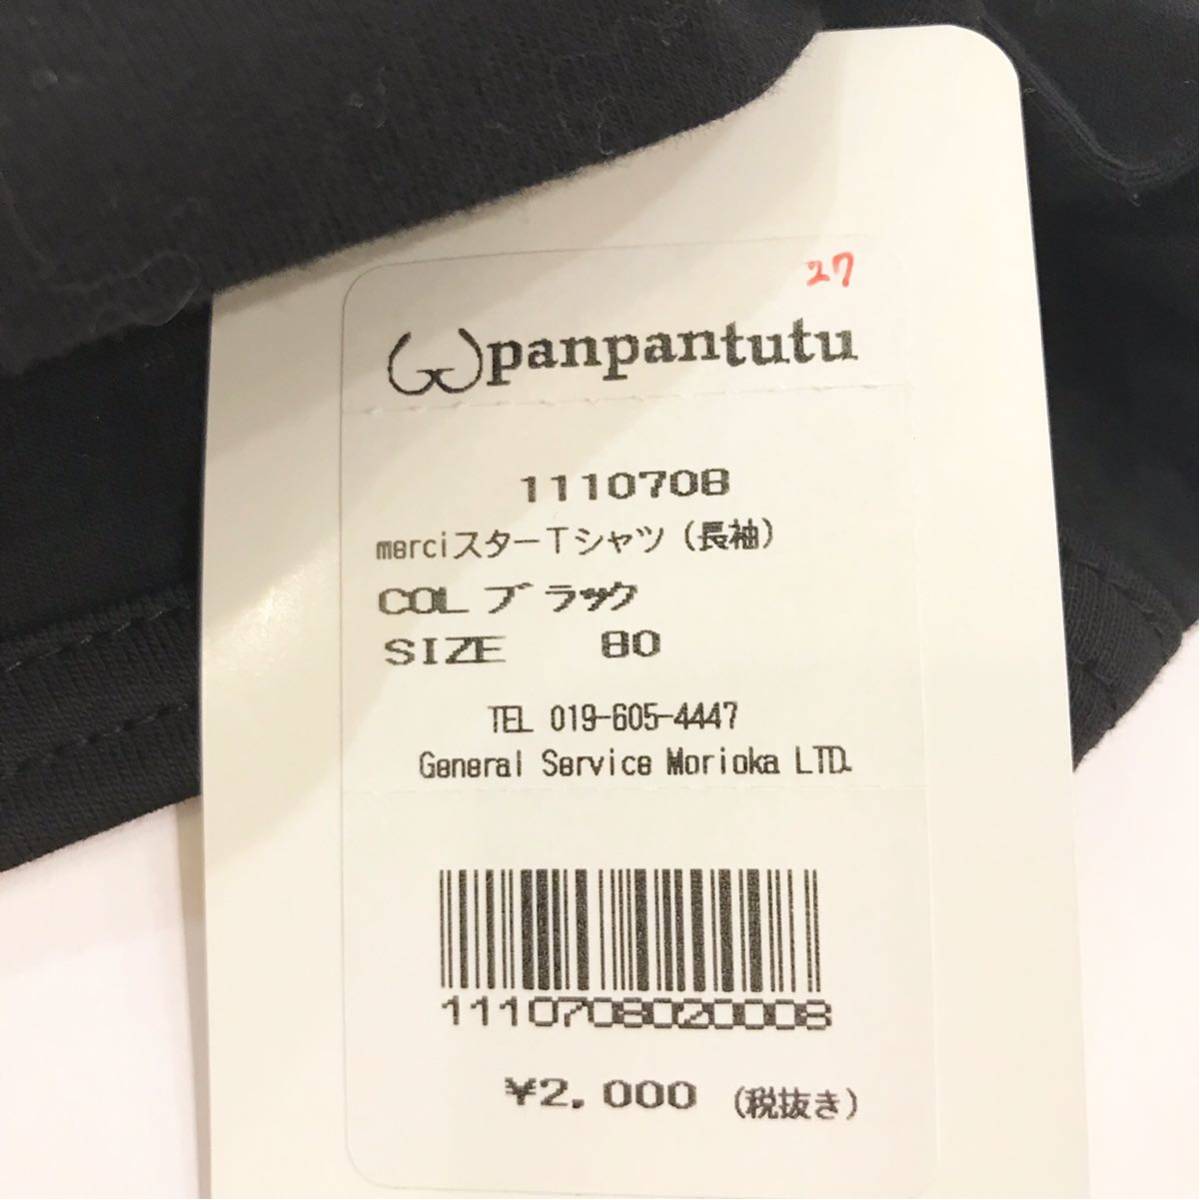 27
panpantutu
1110708
merciスターTシャツ（長袖）
COL ブラック
SIZE 80
TEL 019-605-4447
General Service Morioka LTD.
1110708020008
¥2,000 （税抜き）